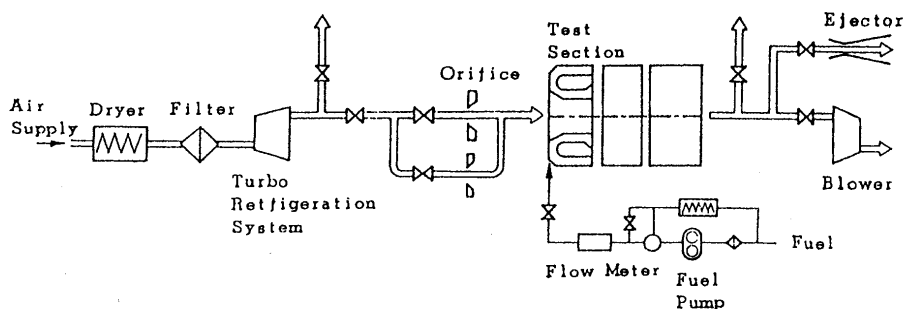 Ejector
Test
Section
Orifice
Air
Supply
Dryer
Filter
Turbo
Retfigeration
System
Blower
Flow Meter
Fuel
Pump
Fuel